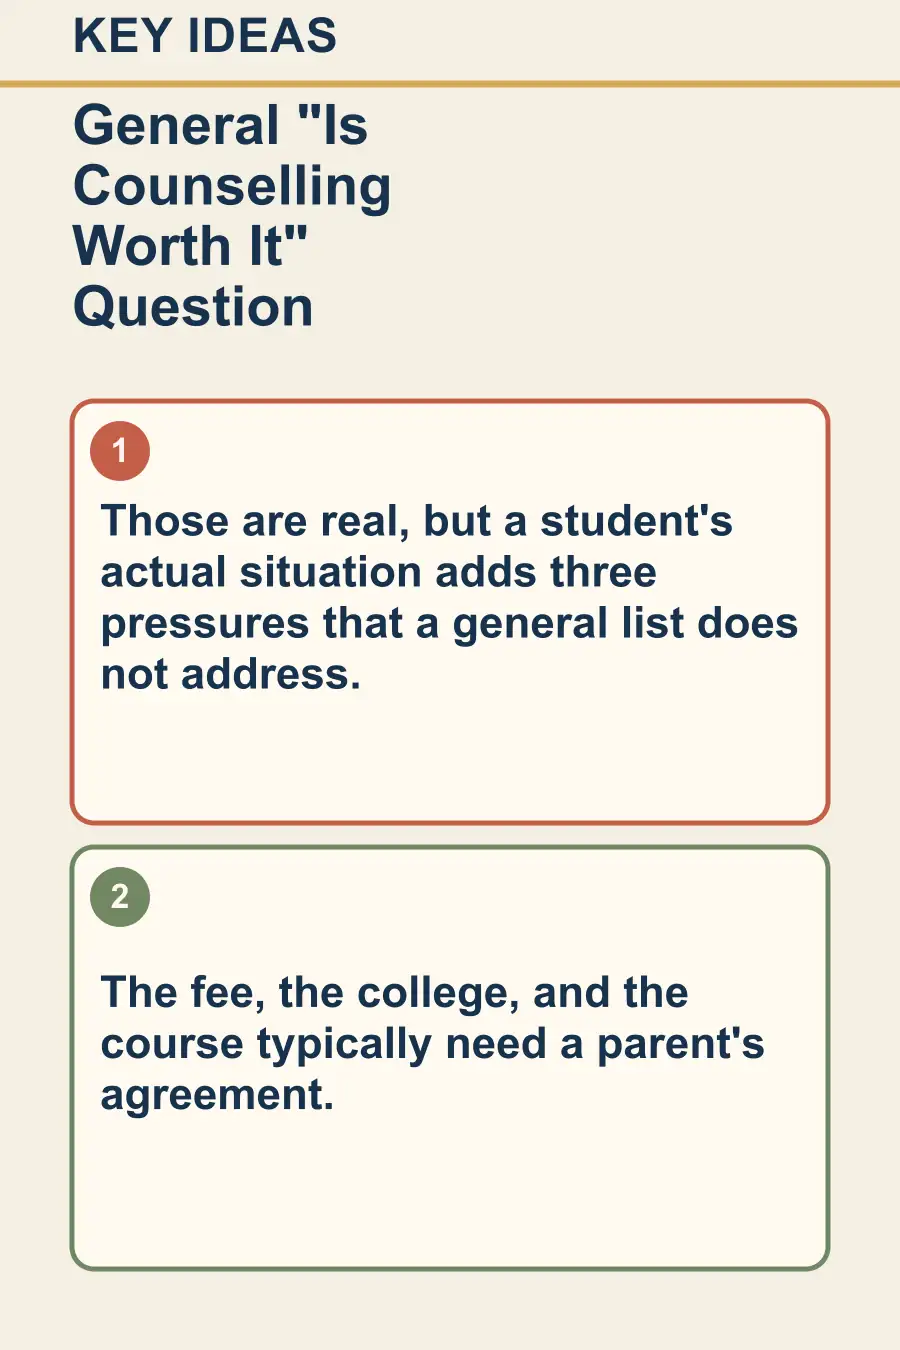 KEY IDEAS
General "Is
Counselling
Worth It"
Question
1
Those are real, but a student's
actual situation adds three
pressures that a general list does
not address.
2
The fee, the college, and the
course typically need a parent's
agreement.